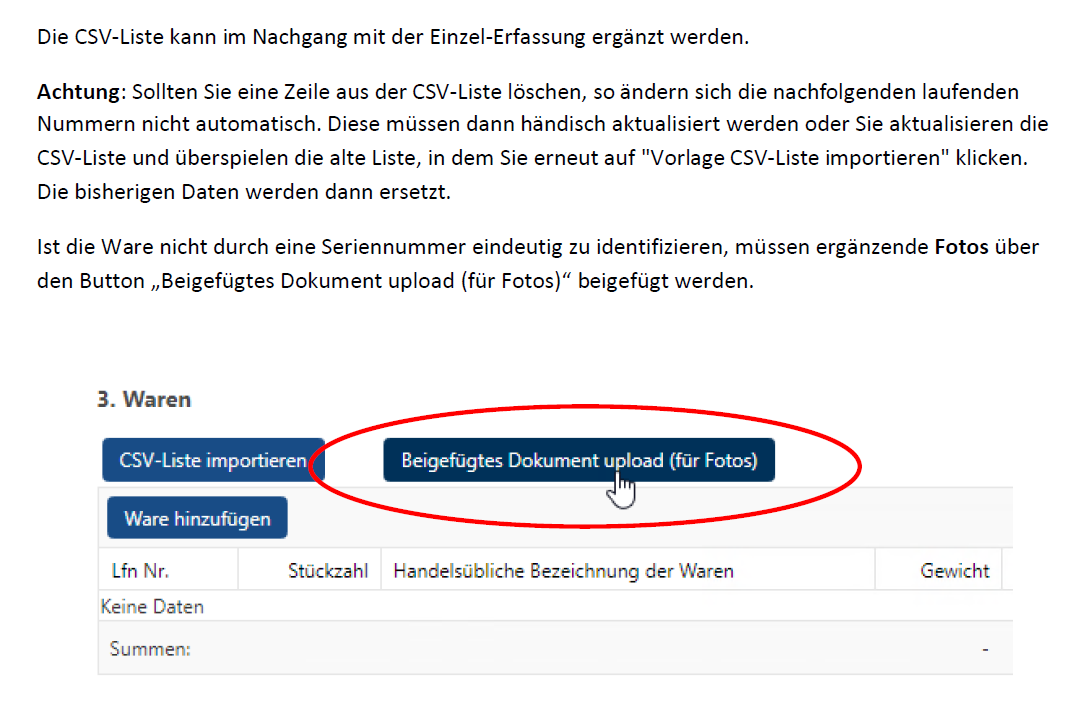 Die CSV-Liste kann im Nachgang mit der Einzel-Erfassung ergänzt werden.
Achtung: Sollten Sie eine Zeile aus der CSV-Liste löschen, so ändern sich die nachfolgenden laufenden
Nummern nicht automatisch. Diese müssen dann händisch aktualisiert werden oder Sie aktualisieren die
CSV-Liste und überspielen die alte Liste, in dem Sie erneut auf "Vorlage CSV-Liste importieren" klicken.
Die bisherigen Daten werden dann ersetzt.
Ist die Ware nicht durch eine Seriennummer eindeutig zu identifizieren, müssen ergänzende Fotos über
den Button „Beigefügtes Dokument upload (für Fotos)“ beigefügt werden.
3. Waren
CSV-Liste importieren Beigefügtes Dokument upload (für Fotos)
Ware hinzufügen
Lfn Nr. Stückzahl Handelsübliche Bezeichnung der Waren Gewicht
Keine Daten
Summen: -